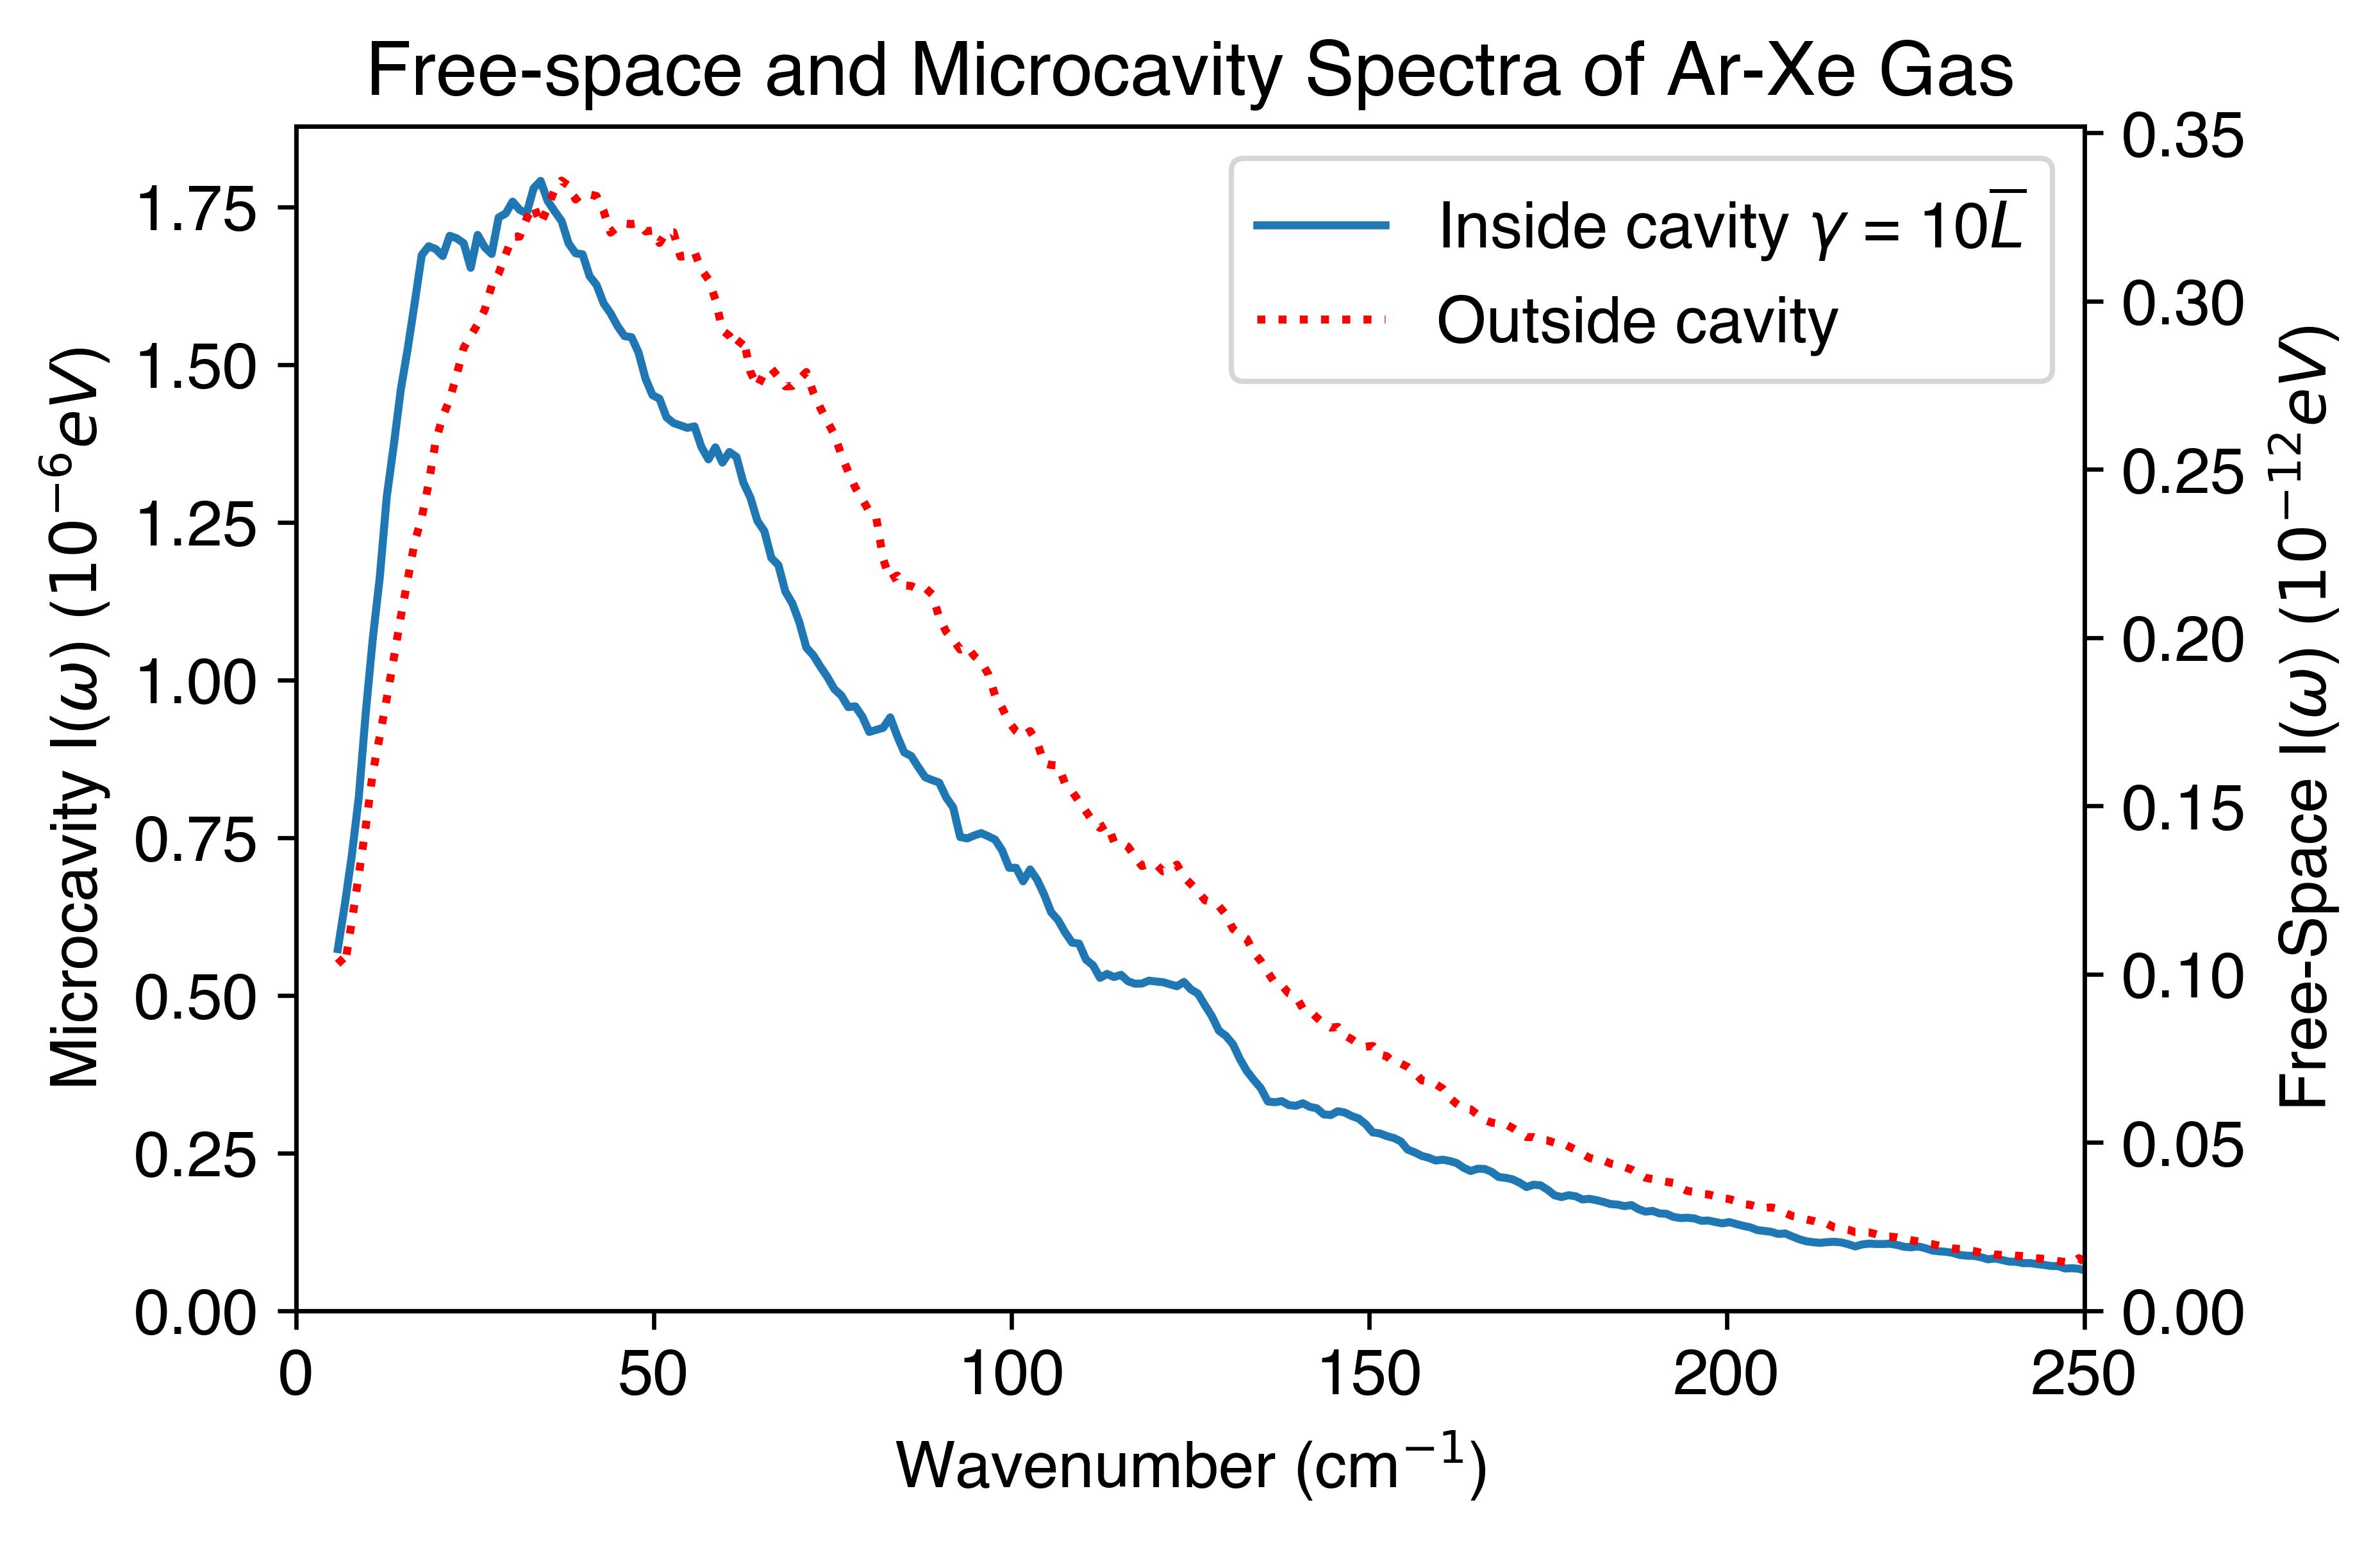 Free-space and Microcavity Spectra of Ar-Xe Gas
Inside cavity γ = 10L̅
Outside cavity
Microcavity I(ω) (10⁻⁶eV)
1.75
1.50
1.25
1.00
0.75
0.50
0.25
0.00
0.35
0.30
0.25
0.20
0.15
0.10
0.05
0.00
Free-Space I(ω) (10⁻¹²eV)
0 50 100 150 200 250
Wavenumber (cm⁻¹)